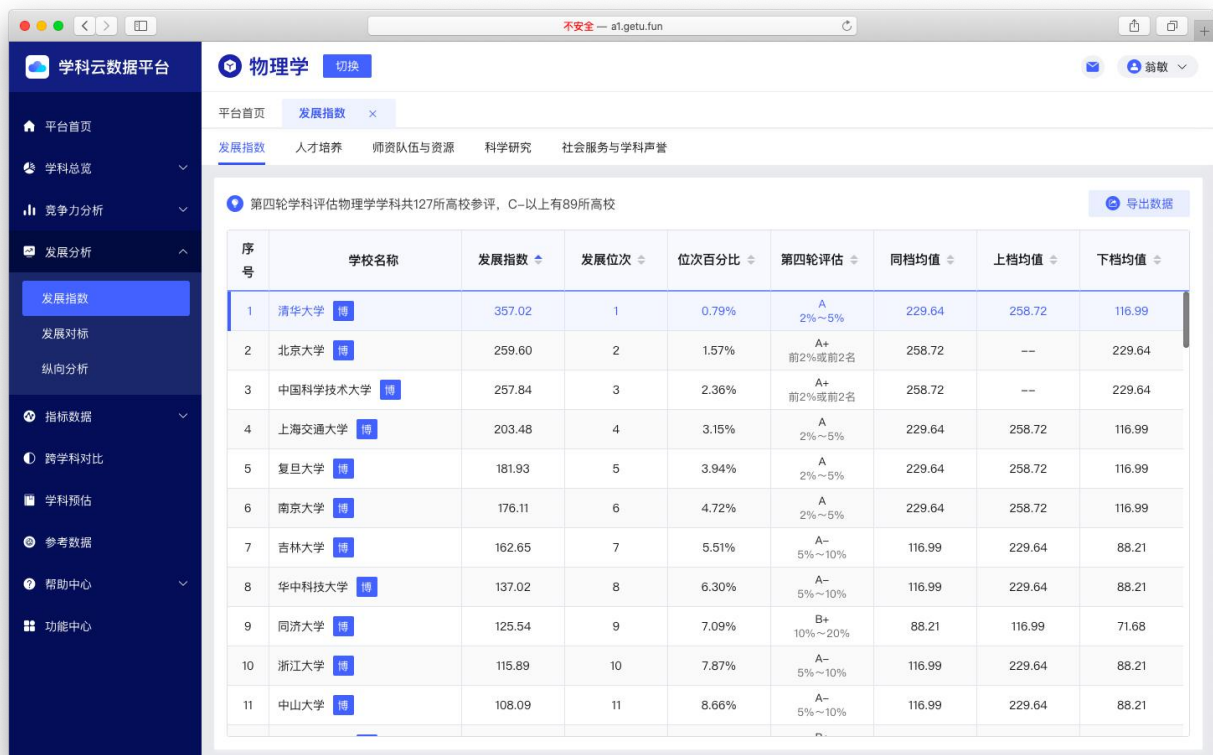 不安全 — a1.getu.fun
学科云数据平台
物理学 切换
翁敏
平台首页
学科总览
竞争力分析
发展分析
发展指数
发展对标
纵向分析
指标数据
跨学科对比
学科预估
参考数据
帮助中心
功能中心
平台首页 发展指数 ×
发展指数 人才培养 师资队伍与资源 科学研究 社会服务与学科声誉
第四轮学科评估物理学学科共127所高校参评，C-以上有89所高校
导出数据
序号 学校名称 发展指数 发展位次 位次百分比 第四轮评估 同档均值 上档均值 下档均值
1 清华大学 博 357.02 1 0.79% A 2%～5% 229.64 258.72 116.99
2 北京大学 博 259.60 2 1.57% A+ 前2%或前2名 258.72 -- 229.64
3 中国科学技术大学 博 257.84 3 2.36% A+ 前2%或前2名 258.72 -- 229.64
4 上海交通大学 博 203.48 4 3.15% A 2%～5% 229.64 258.72 116.99
5 复旦大学 博 181.93 5 3.94% A 2%～5% 229.64 258.72 116.99
6 南京大学 博 176.11 6 4.72% A 2%～5% 229.64 258.72 116.99
7 吉林大学 博 162.65 7 5.51% A- 5%～10% 116.99 229.64 88.21
8 华中科技大学 博 137.02 8 6.30% A- 5%～10% 116.99 229.64 88.21
9 同济大学 博 125.54 9 7.09% B+ 10%～20% 88.21 116.99 71.68
10 浙江大学 博 115.89 10 7.87% A- 5%～10% 116.99 229.64 88.21
11 中山大学 博 108.09 11 8.66% A- 5%～10% 116.99 229.64 88.21